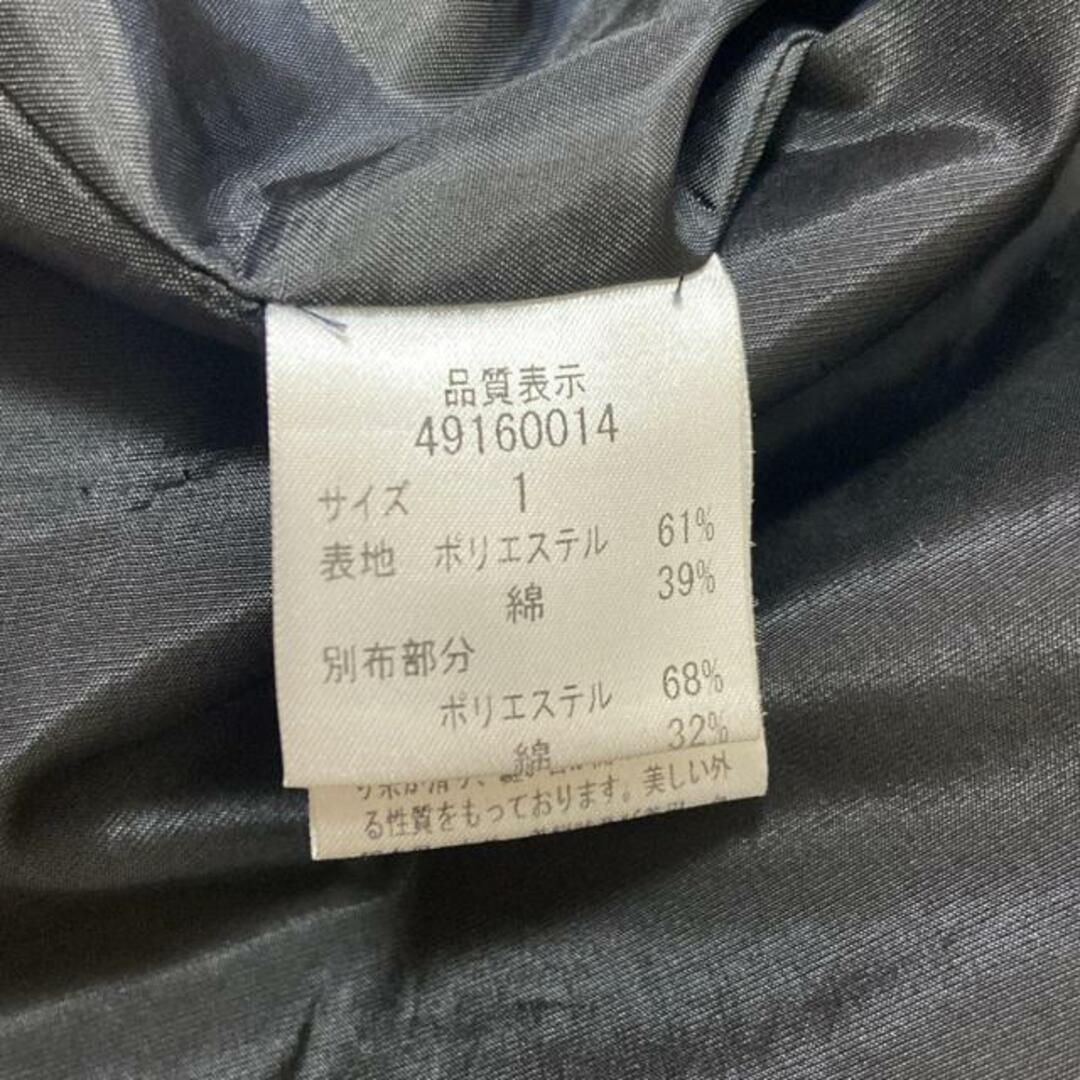 品質表示
49160014
サイズ 1
表地 ポリエステル 61%
綿 39%
別布部分
ポリエステル 68%
綿 32%
る性質をもっております。美しい外